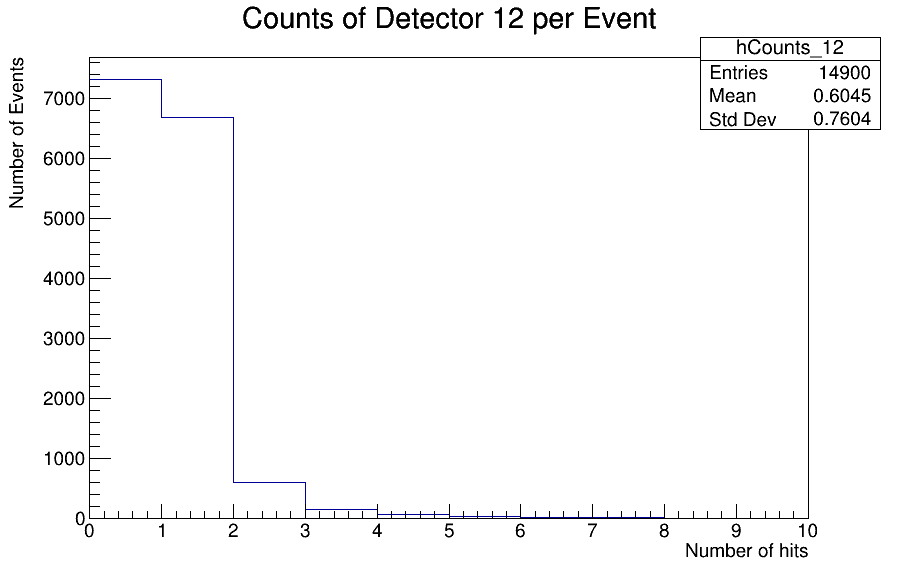 Counts of Detector 12 per Event
hCounts_12
Entries 14900
Mean 0.6045
Std Dev 0.7604
Number of Events
7000
6000
5000
4000
3000
2000
1000
0
0 1 2 3 4 5 6 7 8 9 10
Number of hits